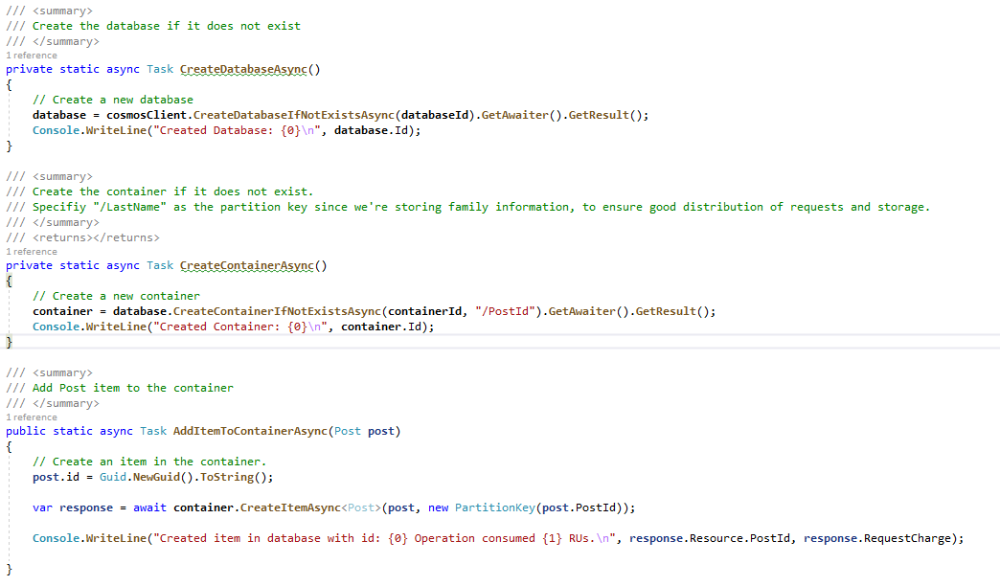 /// <summary>
/// Create the database if it does not exist
/// </summary>
1 reference
private static async Task CreateDatabaseAsync()
{
    // Create a new database
    database = cosmosClient.CreateDatabaseIfNotExistsAsync(databaseId).GetAwaiter().GetResult();
    Console.WriteLine("Created Database: {0}\n", database.Id);
}
/// <summary>
/// Create the container if it does not exist.
/// Specifiy "/LastName" as the partition key since we're storing family information, to ensure good distribution of requests and storage.
/// </summary>
/// <returns></returns>
1 reference
private static async Task CreateContainerAsync()
{
    // Create a new container
    container = database.CreateContainerIfNotExistsAsync(containerId, "/PostId").GetAwaiter().GetResult();
    Console.WriteLine("Created Container: {0}\n", container.Id);
}
/// <summary>
/// Add Post item to the container
/// </summary>
1 reference
public static async Task AddItemToContainerAsync(Post post)
{
    // Create an item in the container.
    post.id = Guid.NewGuid().ToString();
    var response = await container.CreateItemAsync<Post>(post, new PartitionKey(post.PostId));
    Console.WriteLine("Created item in database with id: {0} Operation consumed {1} RUs.\n", response.Resource.PostId, response.RequestCharge);
}